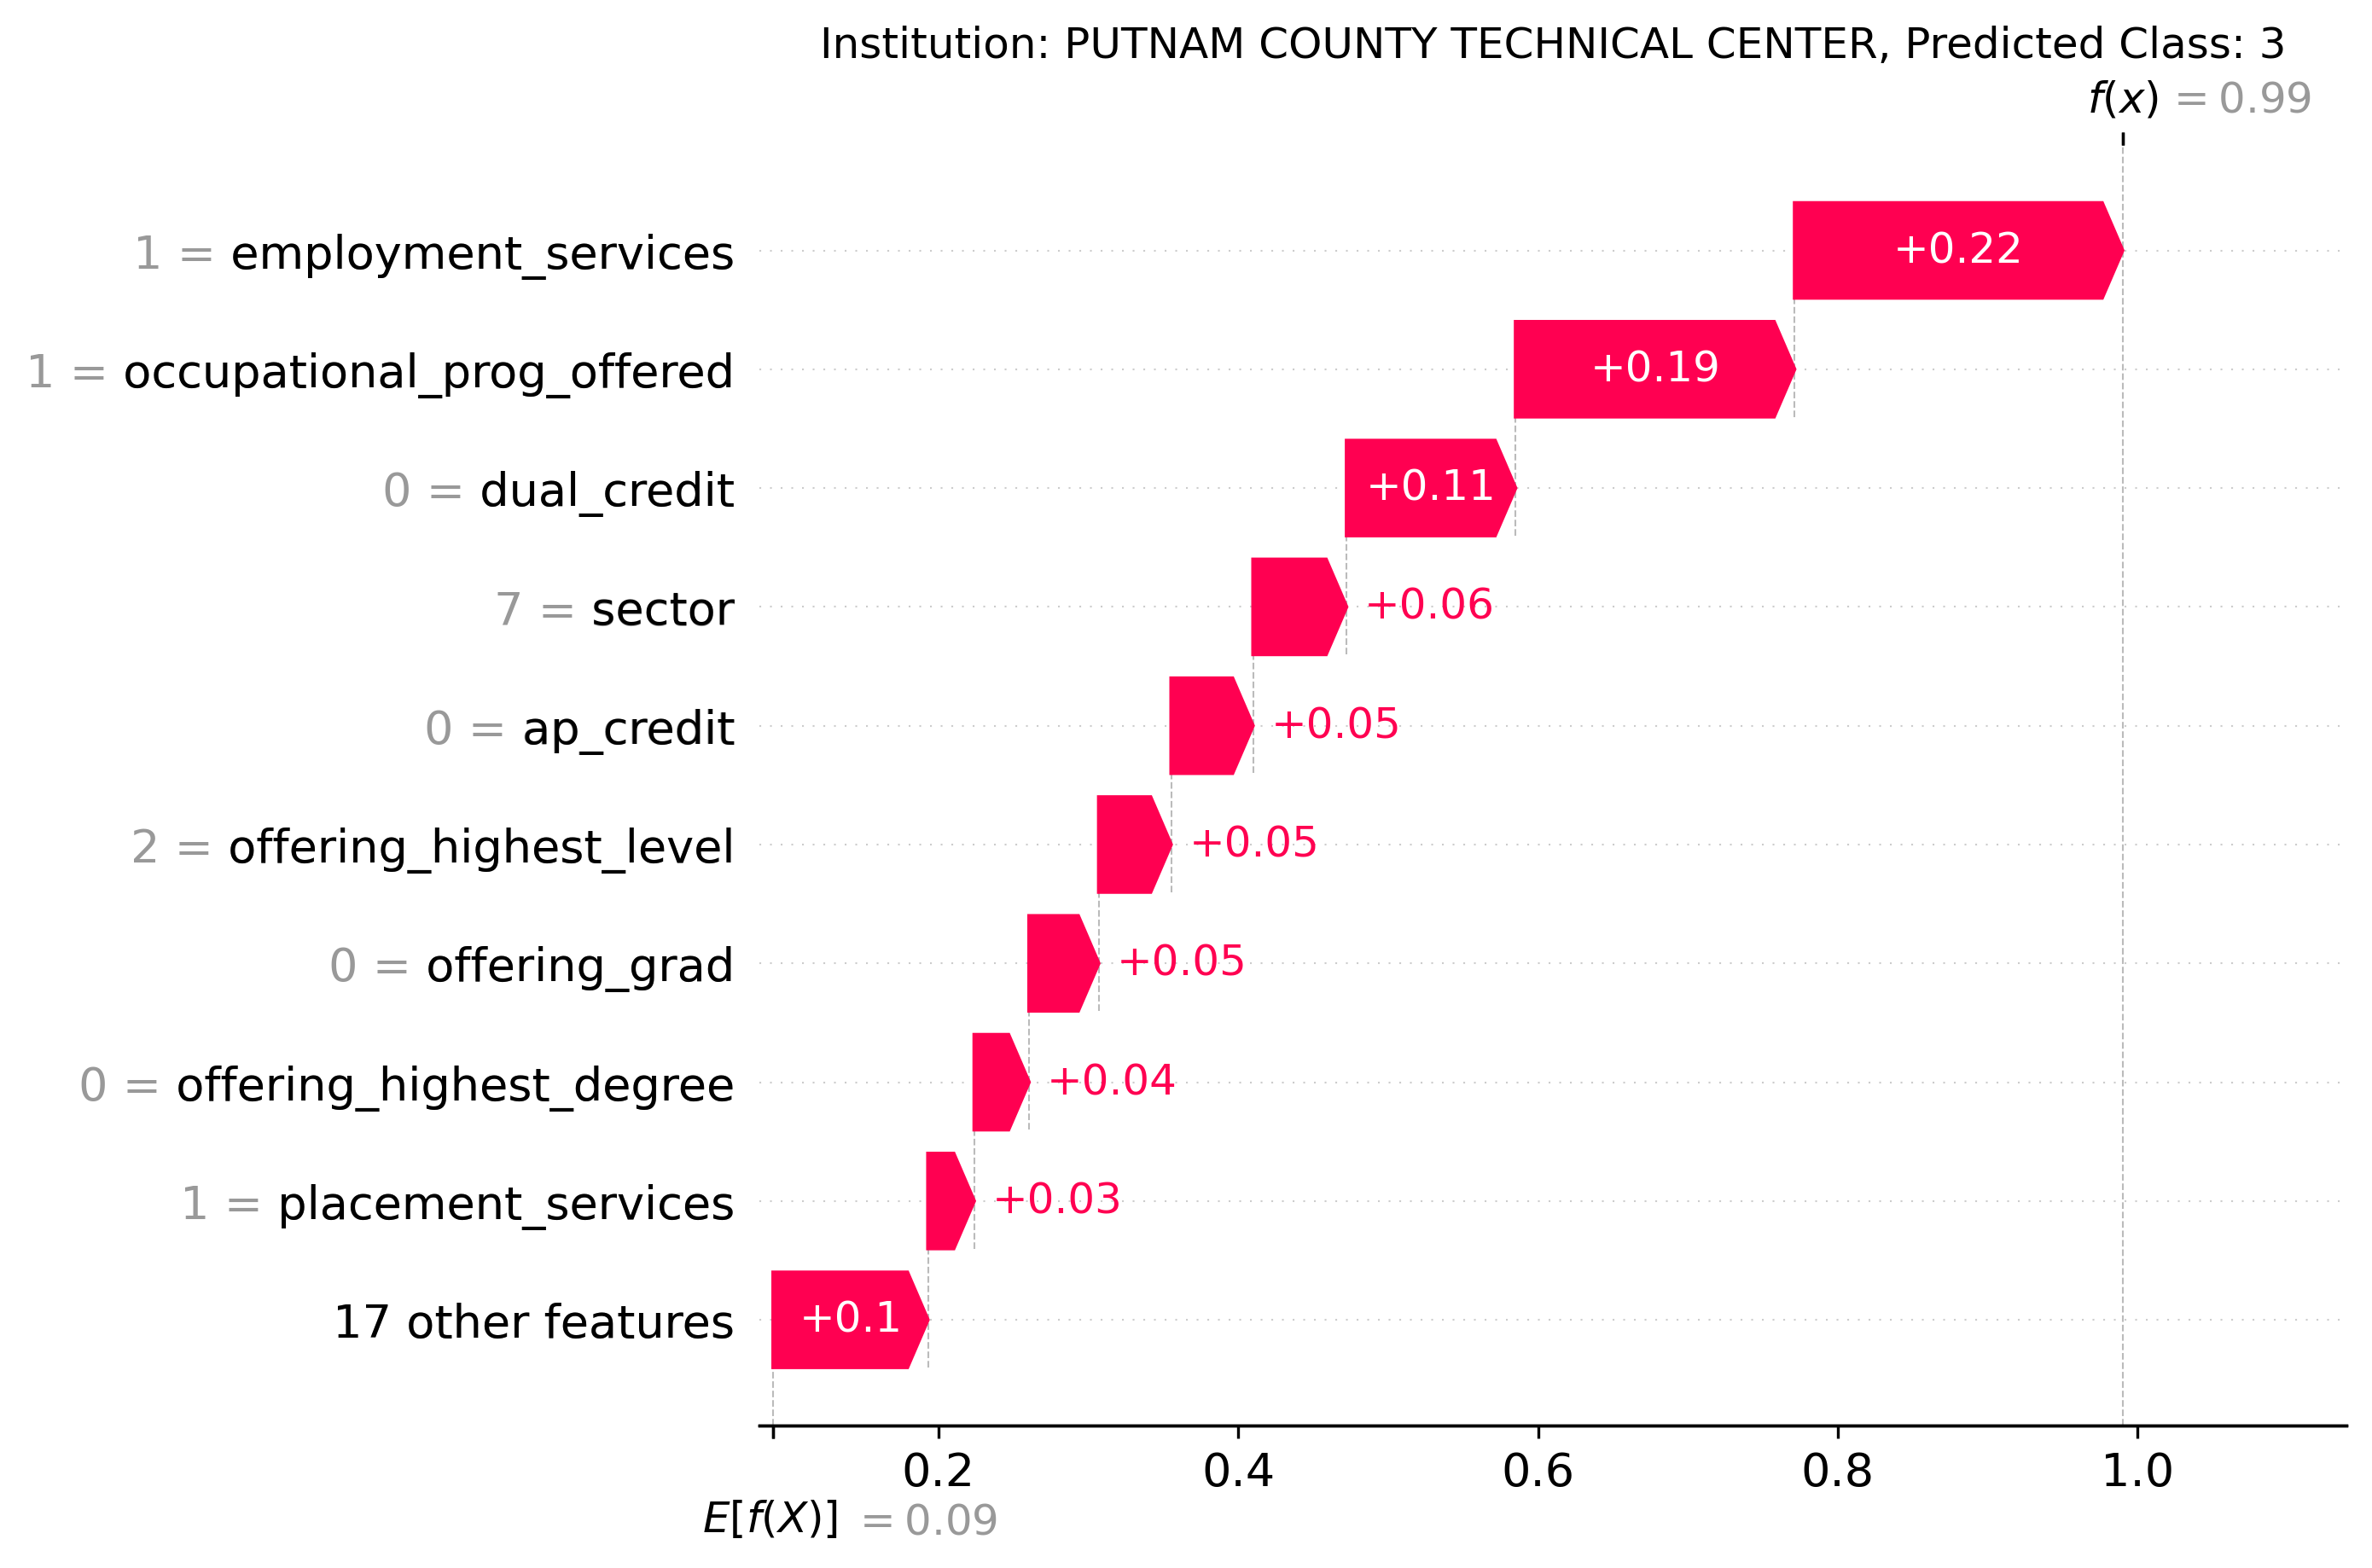 Institution: PUTNAM COUNTY TECHNICAL CENTER, Predicted Class: 3
f(x) = 0.99
1 = employment_services +0.22
1 = occupational_prog_offered +0.19
0 = dual_credit +0.11
7 = sector +0.06
0 = ap_credit +0.05
2 = offering_highest_level +0.05
0 = offering_grad +0.05
0 = offering_highest_degree +0.04
1 = placement_services +0.03
17 other features +0.1
0.2 0.4 0.6 0.8 1.0
E[f(X)] = 0.09